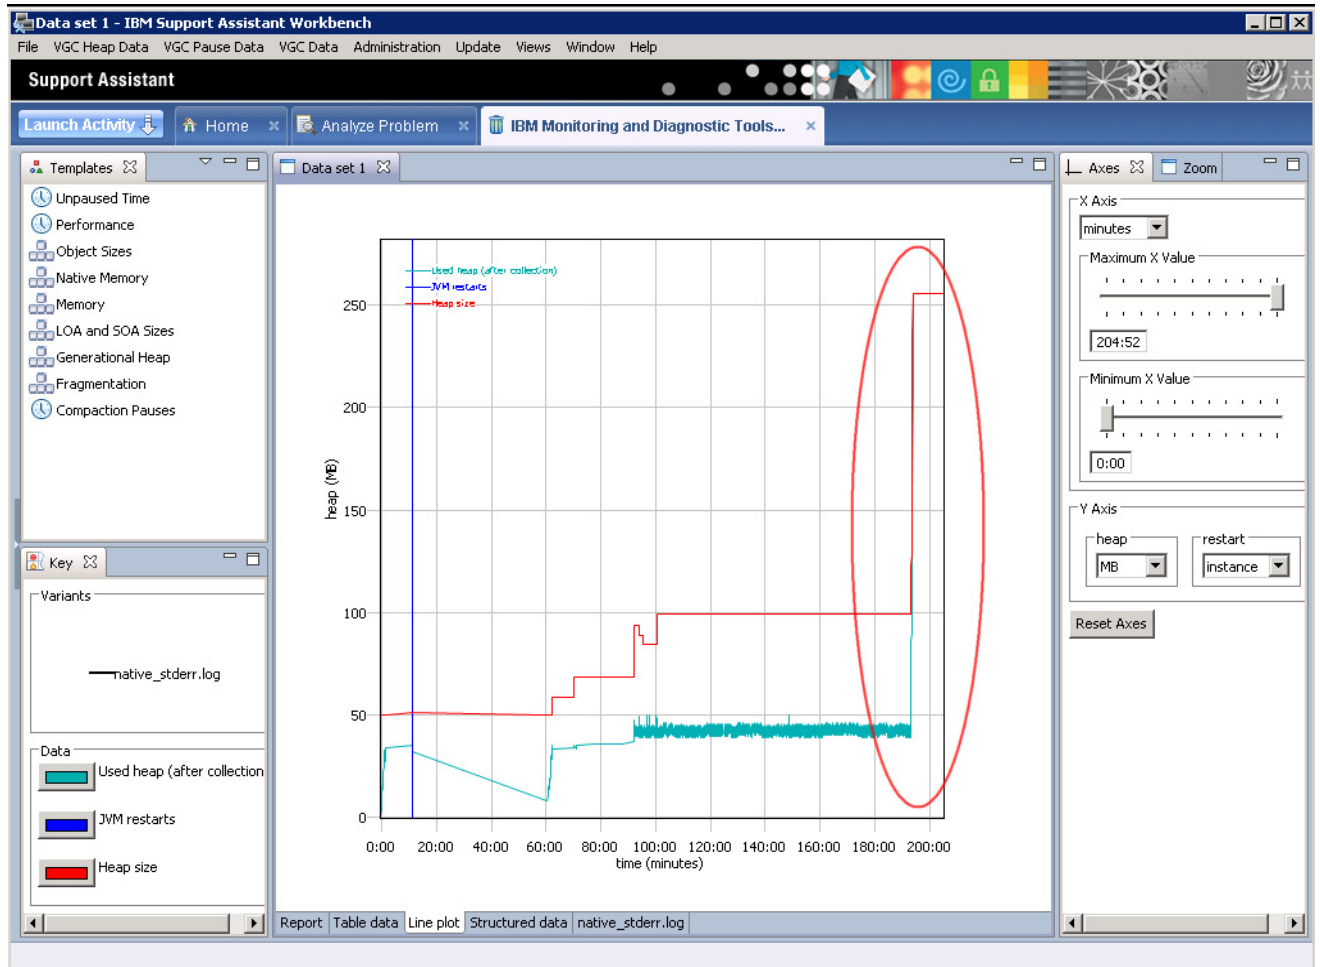 Data set 1 - IBM Support Assistant Workbench
File VGC Heap Data VGC Pause Data VGC Data Administration Update Views Window Help
Support Assistant
Launch Activity Home Analyze Problem IBM Monitoring and Diagnostic Tools...
Templates
Unpaused Time
Performance
Object Sizes
Native Memory
Memory
LOA and SOA Sizes
Generational Heap
Fragmentation
Compaction Pauses
Key
Variants
native_stderr.log
Data
Used heap (after collection
JVM restarts
Heap size
Data set 1
Used heap (after collection)
JVM restarts
Heap size
heap (MB)
250
200
150
100
50
0
0:00 20:00 40:00 60:00 80:00 100:00 120:00 140:00 160:00 180:00 200:00
time (minutes)
Report Table data Line plot Structured data native_stderr.log
Axes Zoom
X Axis
minutes
Maximum X Value
204:52
Minimum X Value
0:00
Y Axis
heap restart
MB instance
Reset Axes